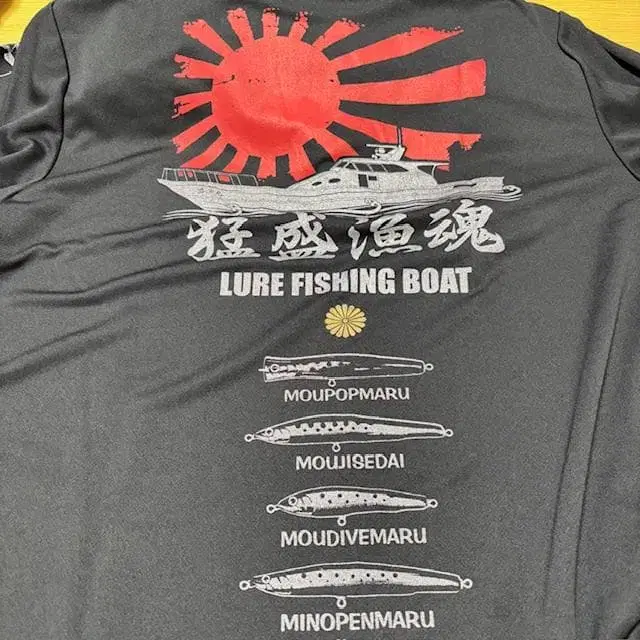 猛盛漁魂
LURE FISHING BOAT
MOUPOPMARU
MOUJISEDAI
MOUDIVEMARU
MINOPENMARU